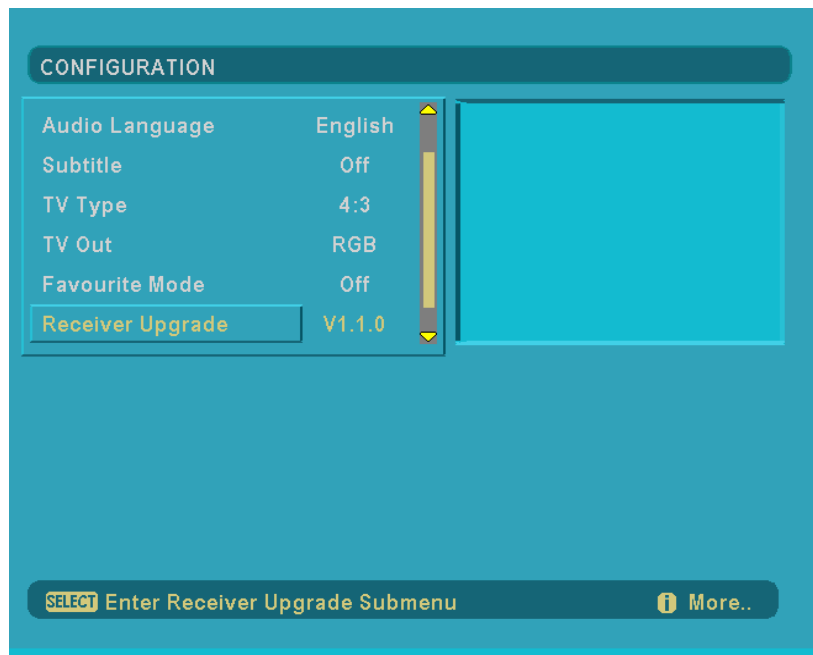 CONFIGURATION
Audio Language English
Subtitle Off
TV Type 4:3
TV Out RGB
Favourite Mode Off
Receiver Upgrade V1.1.0
SELECT Enter Receiver Upgrade Submenu i More..